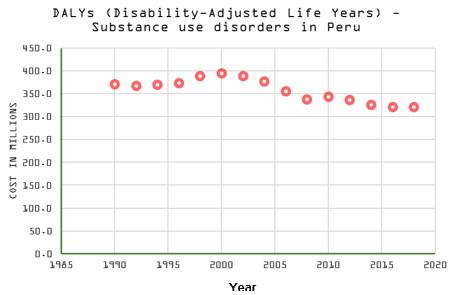 DALYs (Disability-Adjusted Life Years) -
Substance use disorders in Peru
450.0
400.0
350.0
300.0
250.0
200.0
150.0
100.0
50.0
0.0
COST IN MILLIONS
1985 1990 1995 2000 2005 2010 2015 2020
Year